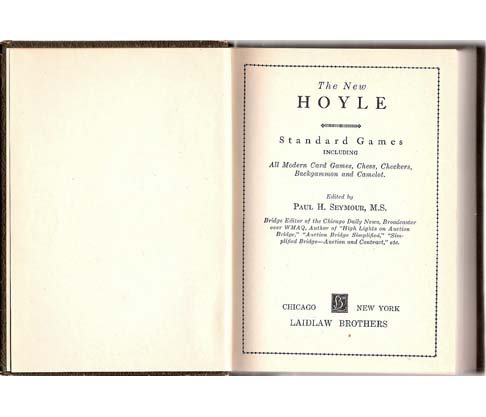 The New
HOYLE
Standard Games
INCLUDING
All Modern Card Games, Chess, Checkers,
Backgammon and Camelot.
Edited by
PAUL H. SEYMOUR, M.S.
Bridge Editor of the Chicago Daily News, Broadcaster
over WMAQ, Author of "High Lights on Auction
Bridge," "Auction Bridge Simplified," "Sim-
plified Bridge—Auction and Contract," etc.
CHICAGO NEW YORK
LAIDLAW BROTHERS